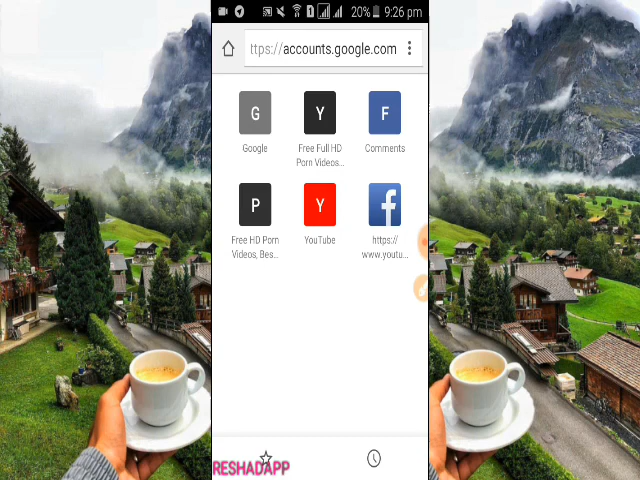 20% 9:26 pm
ttps://accounts.google.com
G
Y
F
Google
Free Full HD
Porn Videos...
Comments
P
Y
f
Free HD Porn
Videos, Bes...
YouTube
https://
www.youtu...
RESHADAPP